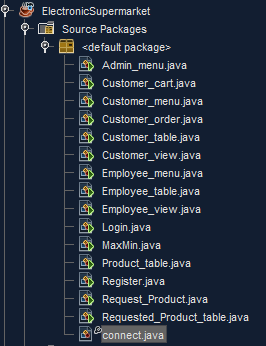 ElectronicSupermarket
Source Packages
<default package>
Admin_menu.java
Customer_cart.java
Customer_menu.java
Customer_order.java
Customer_table.java
Customer_view.java
Employee_menu.java
Employee_table.java
Employee_view.java
Login.java
MaxMin.java
Product_table.java
Register.java
Request_Product.java
Requested_Product_table.java
connect.java